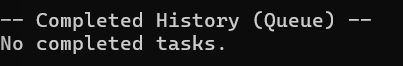 -- Completed History (Queue) --
No completed tasks.